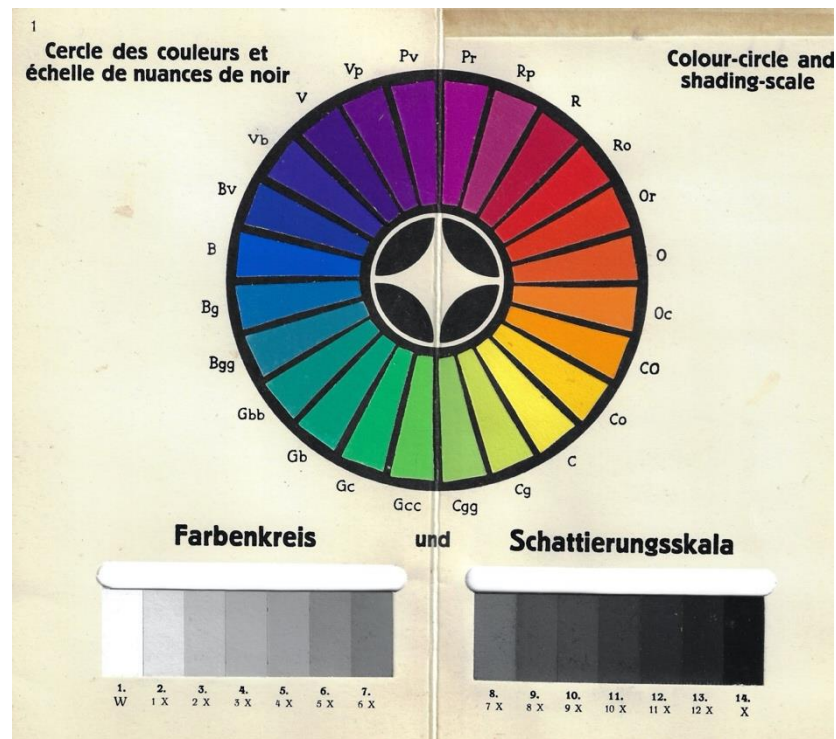 1
Cercle des couleurs et
échelle de nuances de noir
Colour-circle and
shading-scale
Pv
Pr
Rp
R
Ro
Or
O
Oc
CO
Co
C
Cg
Cgg
Gcc
Gc
Gb
Gbb
Bgg
Bg
B
Bv
Vb
V
Vp
Farbenkreis und Schattierungsskala
1. 2. 3. 4. 5. 6. 7.
W 1 X 2 X 3 X 4 X 5 X 6 X
8. 9. 10. 11. 12. 13. 14.
7 X 8 X 9 X 10 X 11 X 12 X X